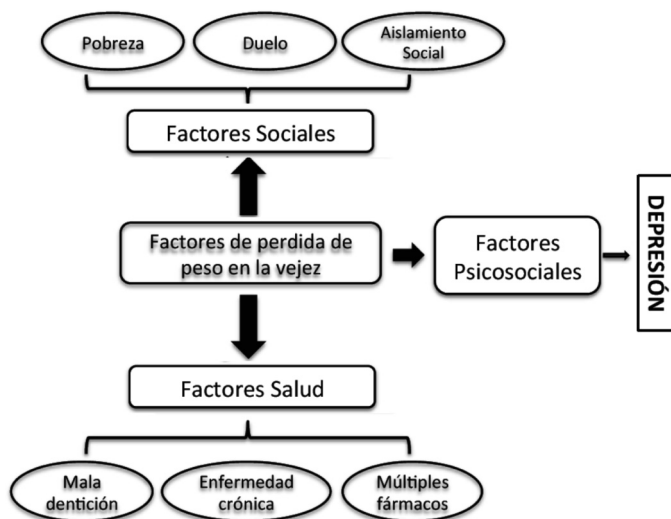 Pobreza
Duelo
Aislamiento
Social
Factores Sociales
Factores de perdida de
peso en la vejez
Factores
Psicosociales
DEPRESIÓN
Factores Salud
Mala
dentición
Enfermedad
crónica
Múltiples
fármacos